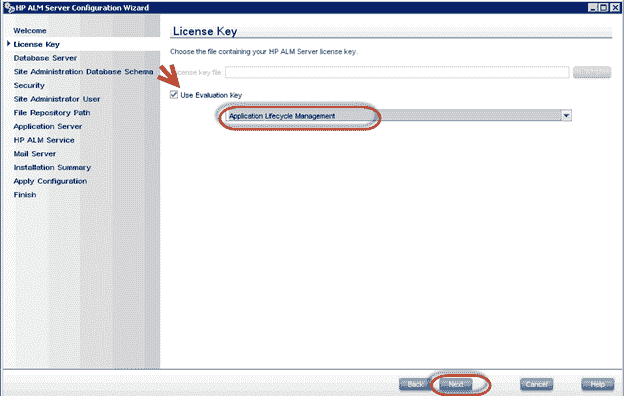 HP ALM Server Configuration Wizard
Welcome
License Key
Database Server
Site Administration Database Schema
Security
Site Administrator User
File Repository Path
Application Server
HP ALM Service
Mail Server
Installation Summary
Apply Configuration
Finish
License Key
Choose the file containing your HP ALM Server license key.
License key file
Use Evaluation Key
Application Lifecycle Management
Back
Next
Cancel
Help